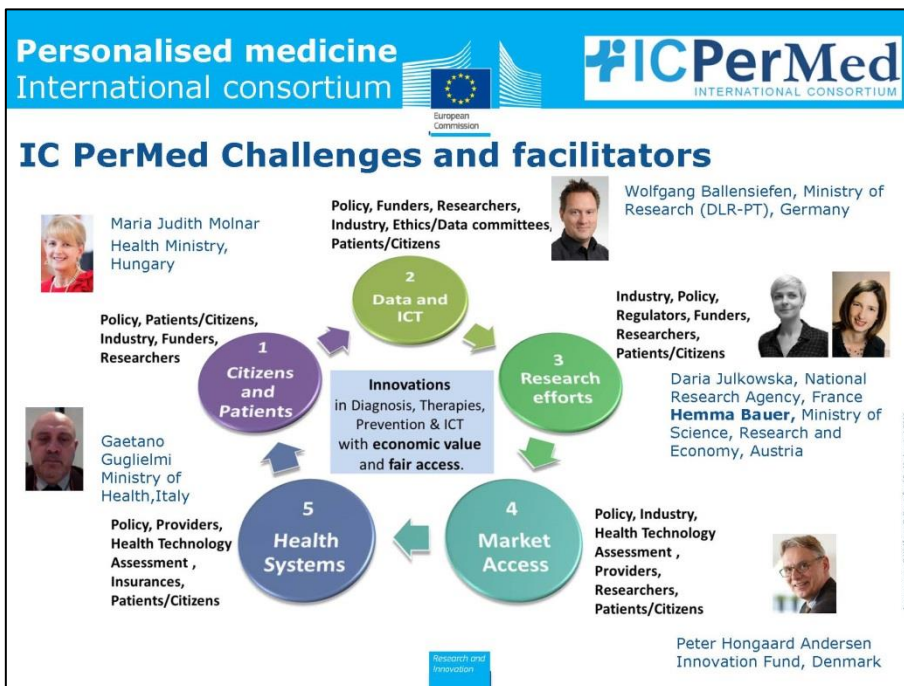 Personalised medicine
International consortium
European
Commission
ICPerMed
INTERNATIONAL CONSORTIUM
IC PerMed Challenges and facilitators
Maria Judith Molnar
Health Ministry,
Hungary
Policy, Funders, Researchers,
Industry, Ethics/Data committees,
Patients/Citizens
Wolfgang Ballensiefen, Ministry of
Research (DLR-PT), Germany
2
Data and
ICT
Policy, Patients/Citizens,
Industry, Funders,
Researchers
1
Citizens
and
Patients
Industry, Policy,
Regulators, Funders,
Researchers,
Patients/Citizens
3
Research
efforts
Innovations
in Diagnosis, Therapies,
Prevention & ICT
with economic value
and fair access.
Daria Julkowska, National
Research Agency, France
Hemma Bauer, Ministry of
Science, Research and
Economy, Austria
Gaetano
Guglielmi
Ministry of
Health,Italy
5
Health
Systems
4
Market
Access
Policy, Providers,
Health Technology
Assessment ,
Insurances,
Patients/Citizens
Policy, Industry,
Health Technology
Assessment ,
Providers,
Researchers,
Patients/Citizens
Peter Hongaard Andersen
Innovation Fund, Denmark
Research and
Innovation